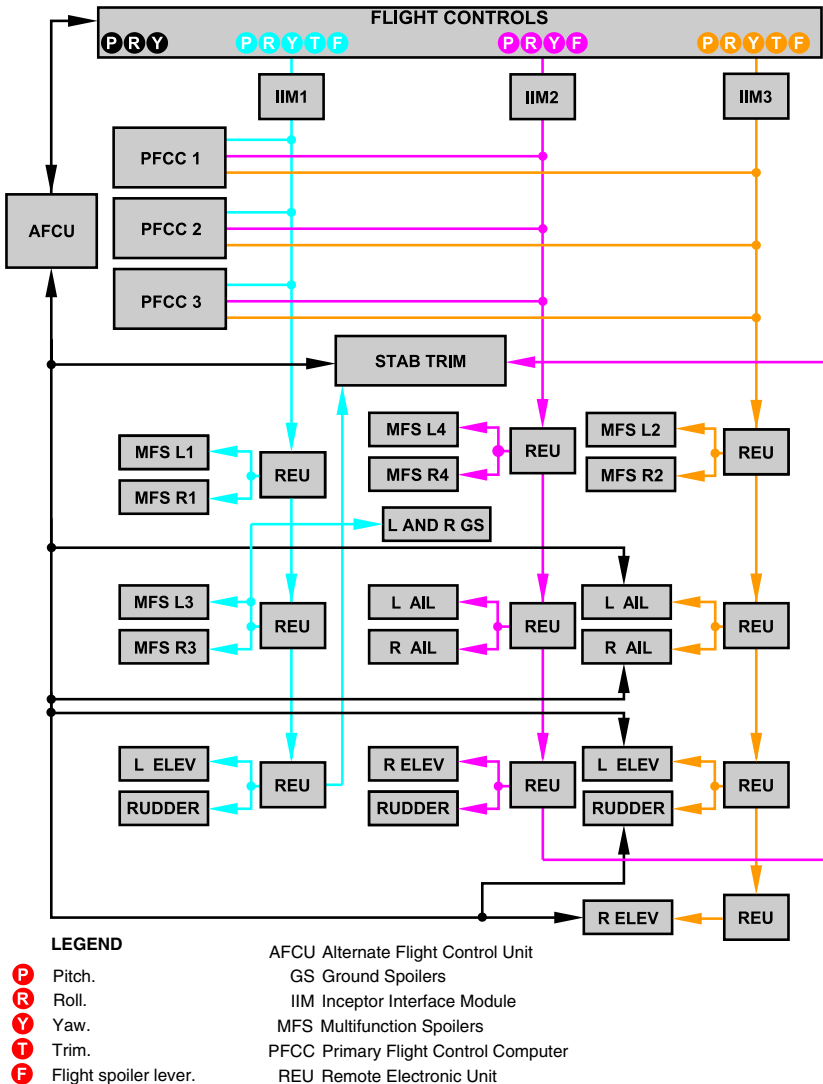 FLIGHT CONTROLS
P R Y P R Y T F P R Y F P R Y T F
IIM1 IIM2 IIM3
PFCC 1
AFCU PFCC 2
PFCC 3
STAB TRIM
MFS L1 REU MFS L4 REU MFS L2 REU
MFS R1 MFS R4 MFS R2
L AND R GS
MFS L3 REU L AIL REU L AIL REU
MFS R3 R AIL R AIL
L ELEV REU R ELEV REU L ELEV REU
RUDDER RUDDER RUDDER
R ELEV REU
LEGEND
P Pitch.
R Roll.
Y Yaw.
T Trim.
F Flight spoiler lever.
AFCU Alternate Flight Control Unit
GS Ground Spoilers
IIM Inceptor Interface Module
MFS Multifunction Spoilers
PFCC Primary Flight Control Computer
REU Remote Electronic Unit